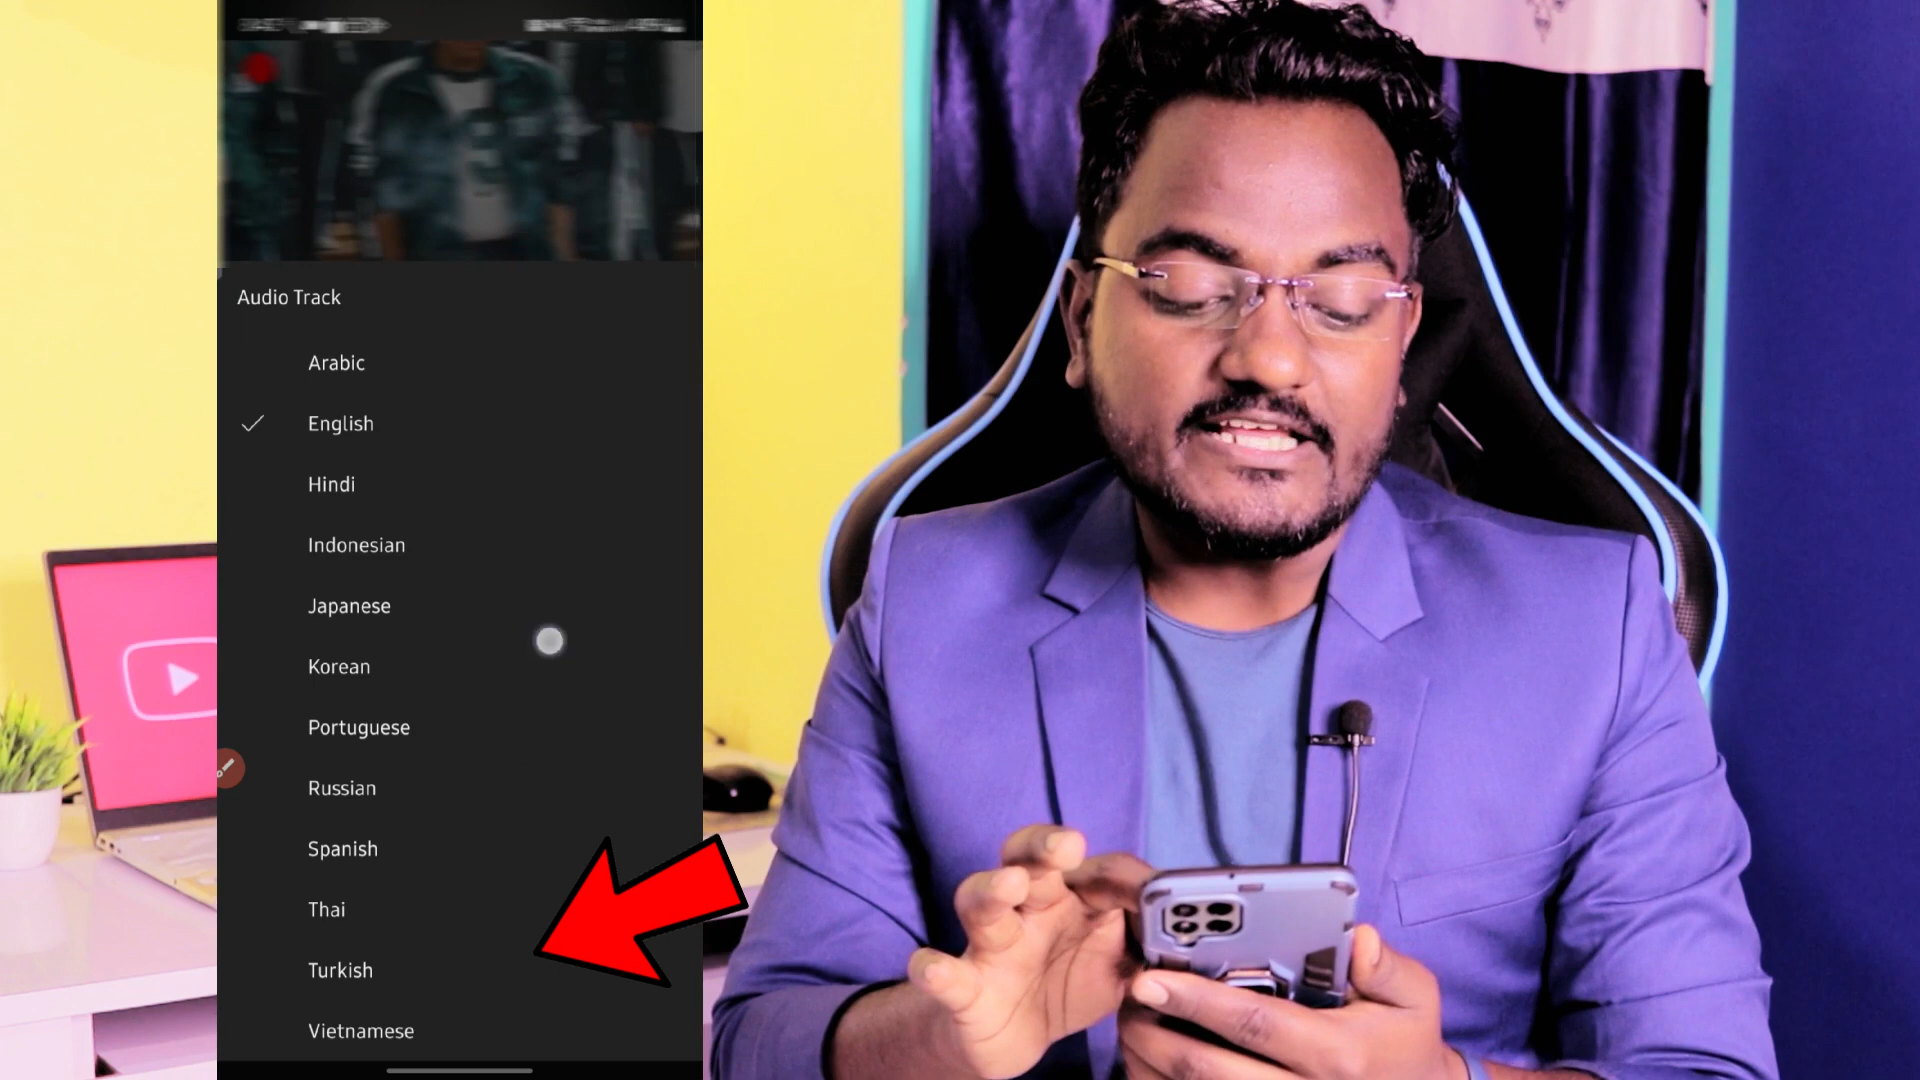 Audio Track
Arabic
English
Hindi
Indonesian
Japanese
Korean
Portuguese
Russian
Spanish
Thai
Turkish
Vietnamese